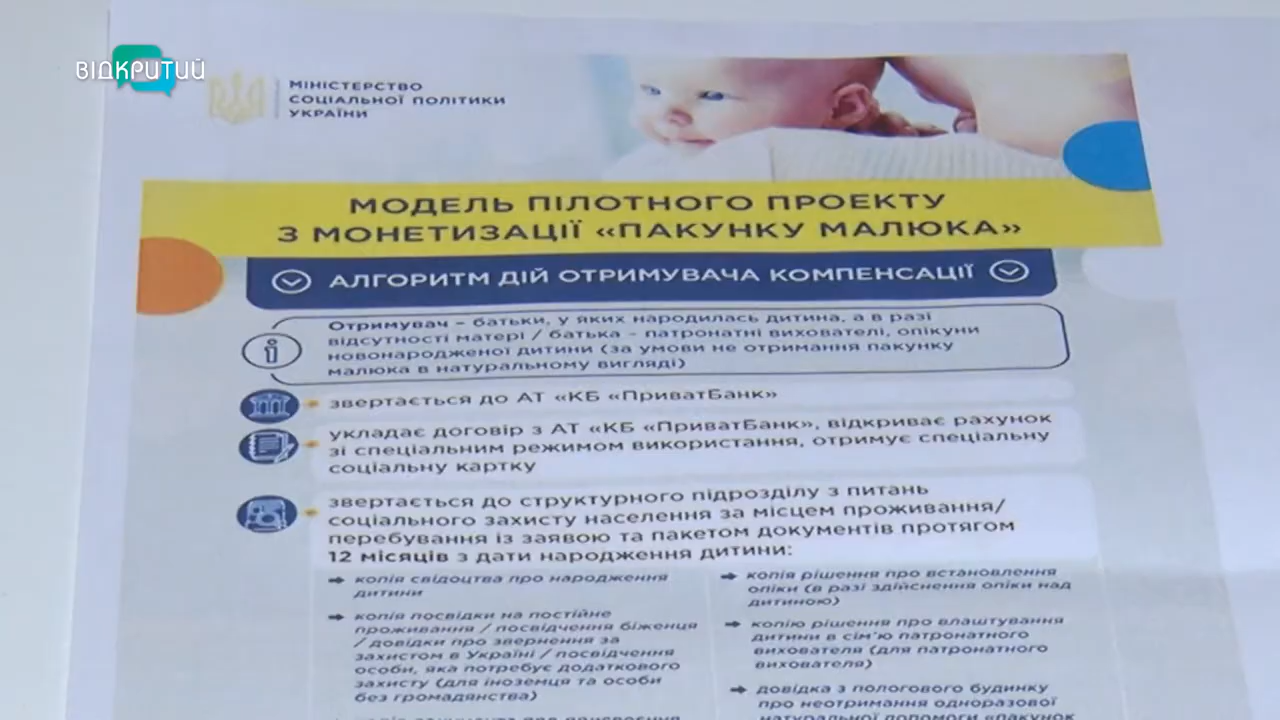 ВІДКРИТИЙ
МІНІСТЕРСТВО
СОЦІАЛЬНОЇ ПОЛІТИКИ
УКРАЇНИ
МОДЕЛЬ ПІЛОТНОГО ПРОЕКТУ
З МОНЕТИЗАЦІЇ «ПАКУНКУ МАЛЮКА»
АЛГОРИТМ ДІЙ ОТРИМУВАЧА КОМПЕНСАЦІЇ
Отримувач – батьки, у яких народилась дитина, а в разі
відсутності матері / батька - патронатні вихователі, опікуни
новонародженої дитини (за умови не отримання пакунку
малюка в натуральному вигляді)
звертається до АТ «КБ «ПриватБанк»
укладає договір з АТ «КБ «ПриватБанк», відкриває рахунок
зі спеціальним режимом використання, отримує спеціальну
соціальну картку
звертається до структурного підрозділу з питань
соціального захисту населення за місцем проживання/
перебування із заявою та пакетом документів протягом
12 місяців з дати народження дитини:
➔ копія свідоцтва про народження
дитини
➔ копія посвідки на постійне
проживання / посвідчення біженця
/ довідки про звернення за
захистом в Україні / посвідчення
особи, яка потребує додаткового
захисту (для іноземця та особи
без громадянства)
➔ копія рішення про встановлення
опіки (в разі здійснення опіки над
дитиною)
➔ копію рішення про влаштування
дитини в сім'ю патронатного
вихователя (для патронатного
вихователя)
➔ довідка з пологового будинку
про неотримання одноразової
натуральної допомоги «пакунок